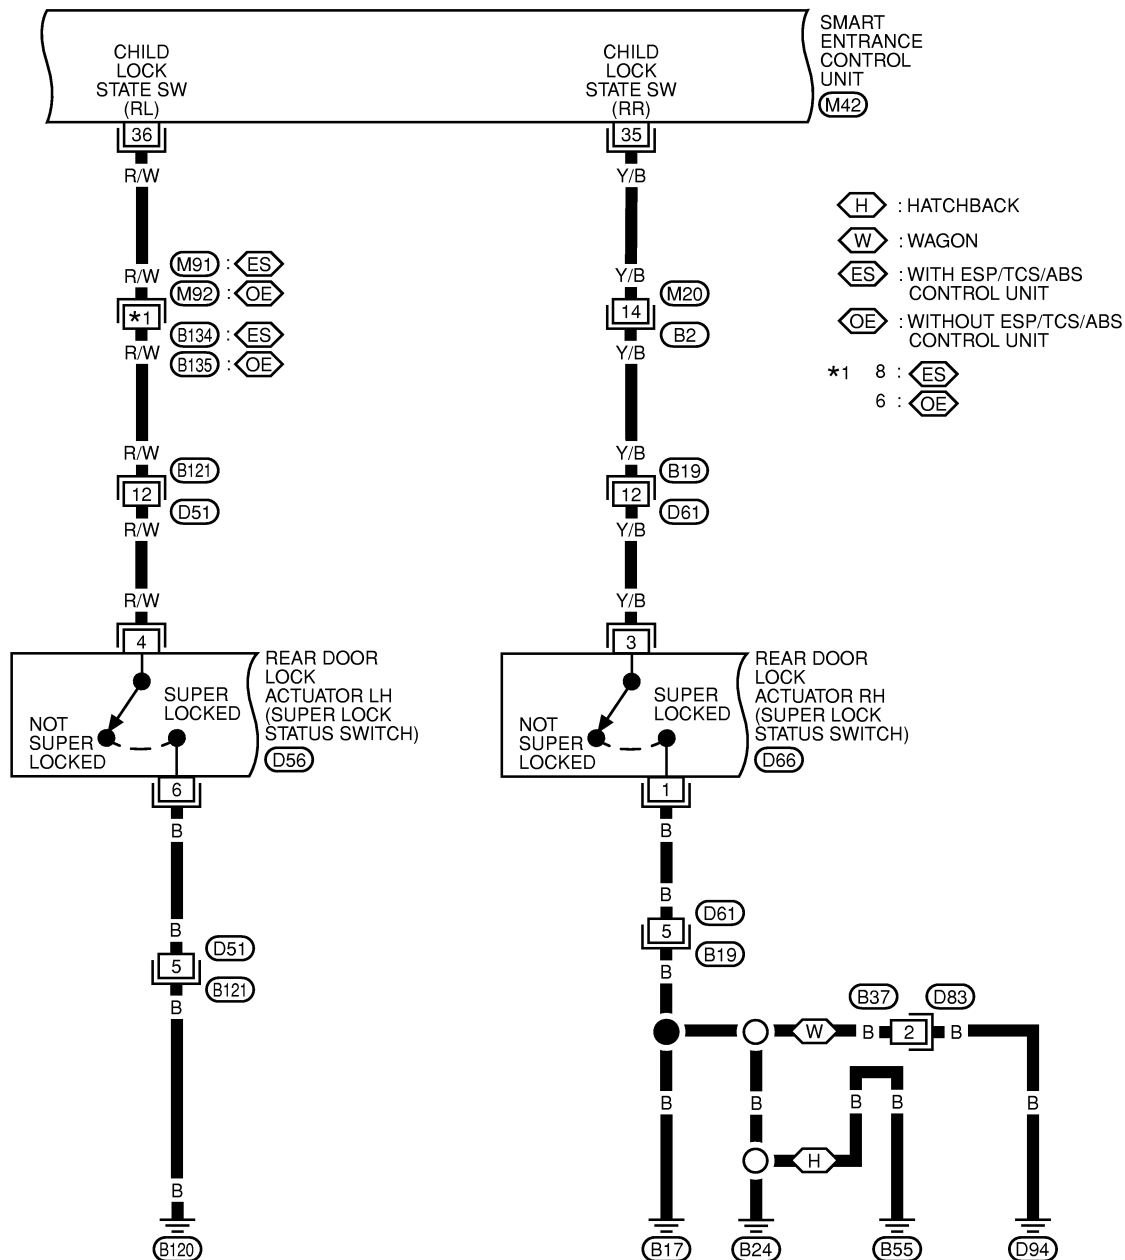 SMART
ENTRANCE
CONTROL
UNIT
M42
CHILD
LOCK
STATE SW
(RL)
CHILD
LOCK
STATE SW
(RR)
36
35
R/W
Y/B
H : HATCHBACK
W : WAGON
ES : WITH ESP/TCS/ABS
CONTROL UNIT
OE : WITHOUT ESP/TCS/ABS
CONTROL UNIT
*1 8 : ES
6 : OE
R/W
M91 : ES
M92 : OE
*1
B134 : ES
B135 : OE
R/W
Y/B
M20
14
B2
Y/B
R/W
B121
12
D51
R/W
Y/B
B19
12
D61
Y/B
R/W
Y/B
4
3
REAR DOOR
LOCK
ACTUATOR LH
(SUPER LOCK
STATUS SWITCH)
D56
SUPER
LOCKED
NOT
SUPER
LOCKED
REAR DOOR
LOCK
ACTUATOR RH
(SUPER LOCK
STATUS SWITCH)
D66
SUPER
LOCKED
NOT
SUPER
LOCKED
6
1
B
B
B
D51
5
B121
B
B
D61
5
B19
B
W
B
B37
2
D83
B
B
B
B
B
B
H
B
B120
B17
B24
B55
D94